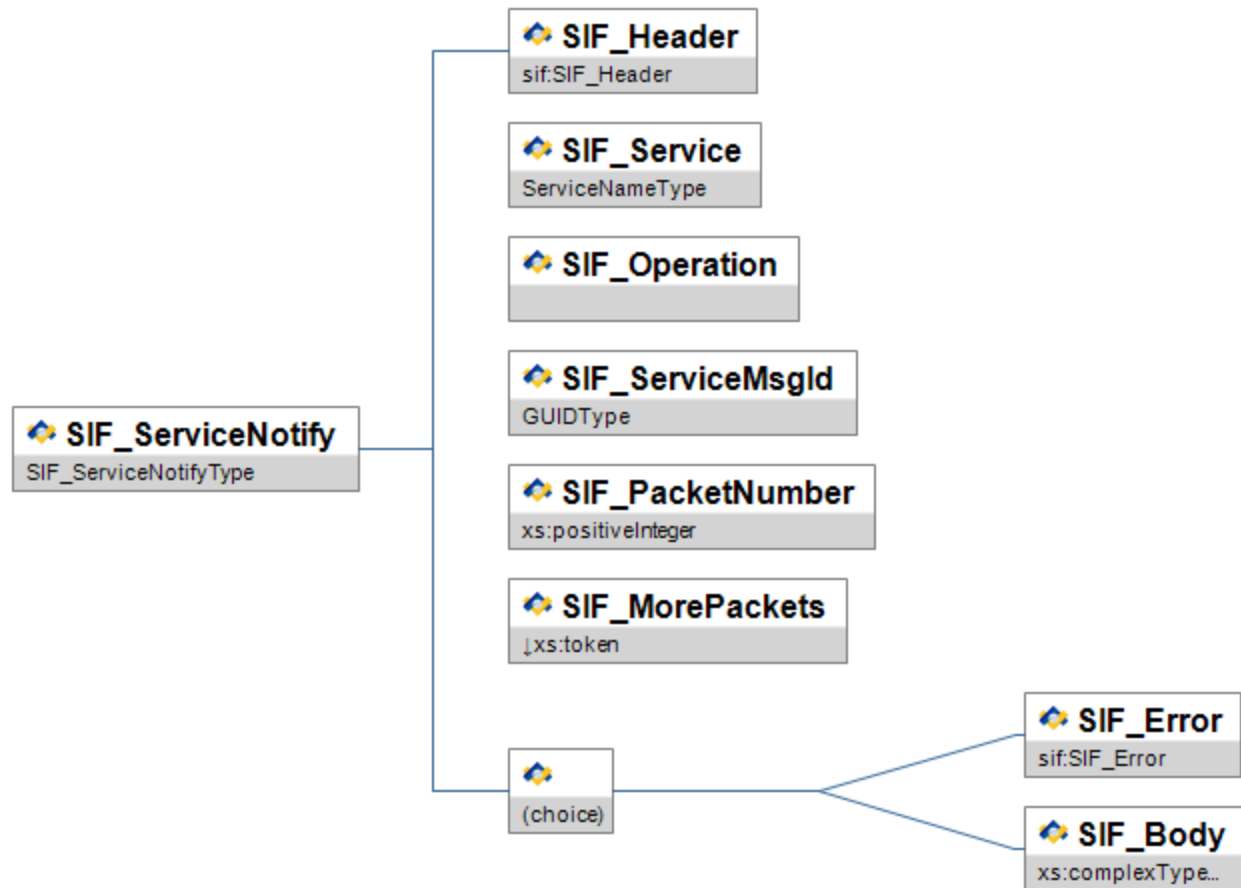 SIF_Header
sif:SIF_Header
SIF_Service
ServiceNameType
SIF_Operation
SIF_ServiceMsgId
GUIDType
SIF_ServiceNotify
SIF_ServiceNotifyType
SIF_PacketNumber
xs:positiveInteger
SIF_MorePackets
↓xs:token
(choice)
SIF_Error
sif:SIF_Error
SIF_Body
xs:complexType...